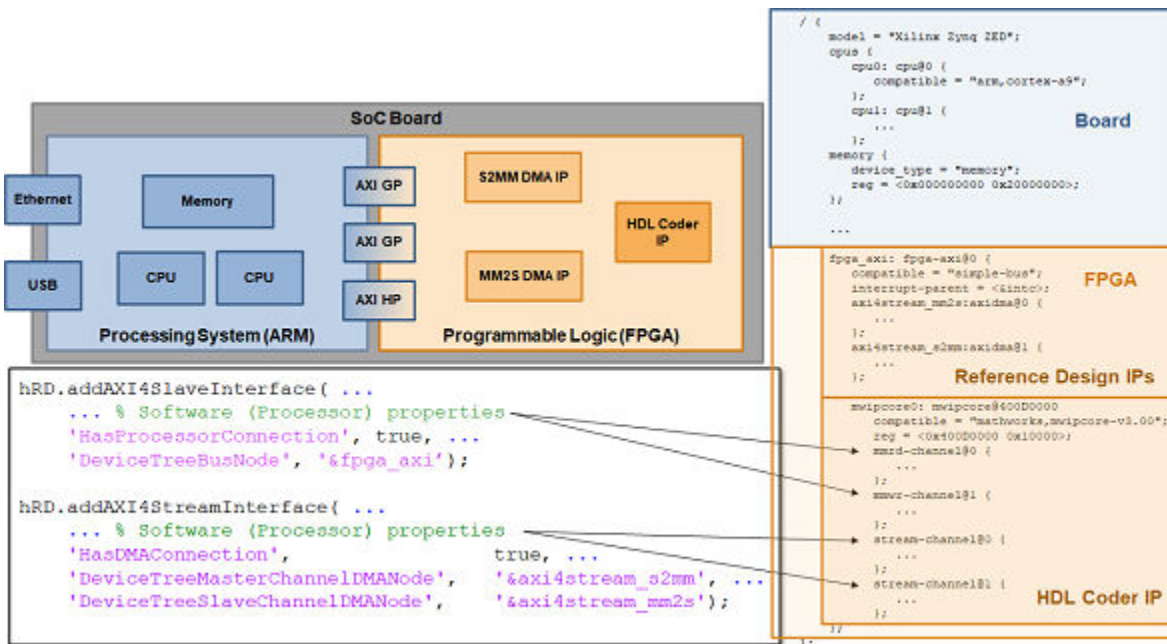 SoC Board
Ethernet
USB
Memory
CPU
CPU
Processing System (ARM)
AXI GP
AXI GP
AXI HP
S2MM DMA IP
MM2S DMA IP
HDL Coder
IP
Programmable Logic (FPGA)
hRD.addAXI4SlaveInterface( ...
... % Software (Processor) properties
'HasProcessorConnection', true, ...
'DeviceTreeBusNode', '&fpga_axi');
hRD.addAXI4StreamInterface( ...
... % Software (Processor) properties
'HasDMAConnection', true, ...
'DeviceTreeMasterChannelDMANode', '&axi4stream_s2mm', ...
'DeviceTreeSlaveChannelDMANode', '&axi4stream_mm2s');
/ {
model = "Xilinx Zynq ZED";
cpus {
cpu0: cpu@0 {
compatible = "arm,cortex-a9";
};
cpu1: cpu@1 {
...
};
memory {
device_type = "memory";
reg = <0x000000000 0x20000000>;
};
...
Board
fpga_axi: fpga-axi@0 {
compatible = "simple-bus";
interrupt-parent = <&intc>;
axi4stream_mm2s:axidma@0 {
...
};
axi4stream_s2mm:axidma@1 {
...
};
FPGA
Reference Design IPs
mwipcore0: mwipcore@400D0000
compatible = "mathworks,mwipcore-v3.00";
reg = <0x400D0000 0x10000>;
mmrd-channel@0 {
...
};
mmwr-channel@1 {
...
};
stream-channel@0 {
...
};
stream-channel@1 {
...
};
HDL Coder IP
};
};